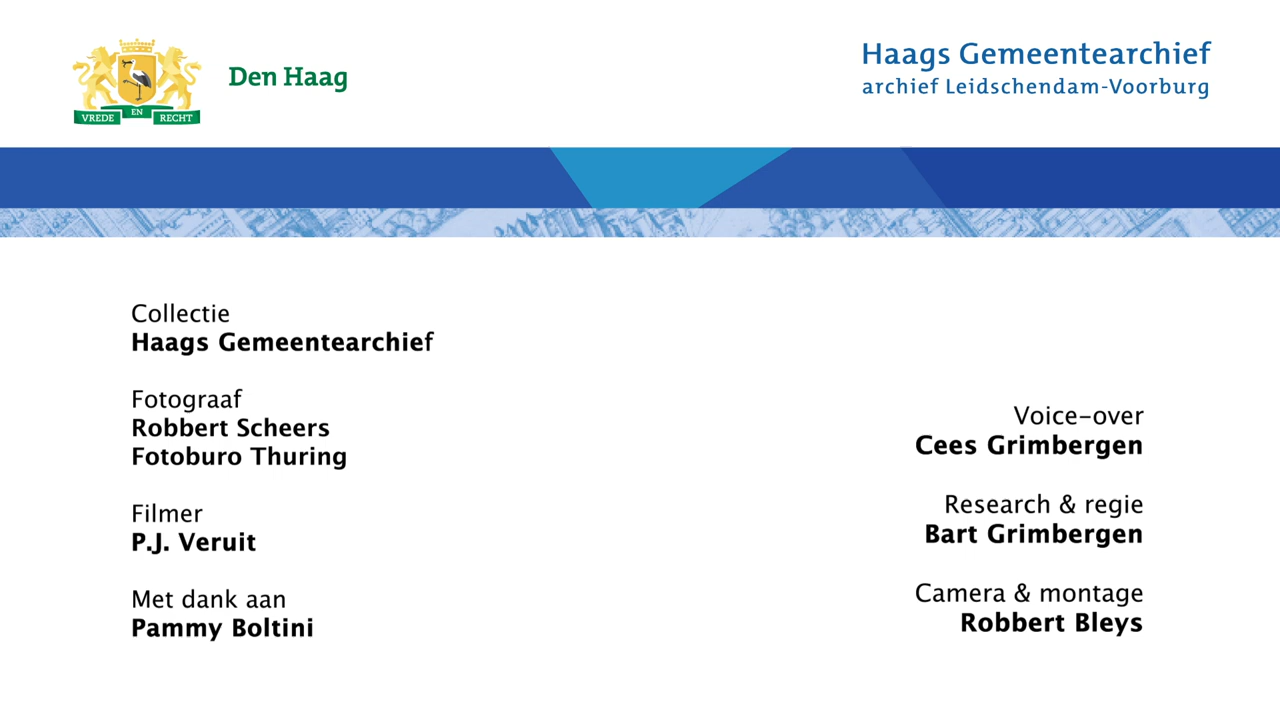 VREDE EN RECHT
Den Haag
Haags Gemeentearchief
archief Leidschendam-Voorburg
Collectie
Haags Gemeentearchief
Fotograaf
Robbert Scheers
Fotoburo Thuring
Filmer
P.J. Veruit
Met dank aan
Pammy Boltini
Voice-over
Cees Grimbergen
Research & regie
Bart Grimbergen
Camera & montage
Robbert Bleys